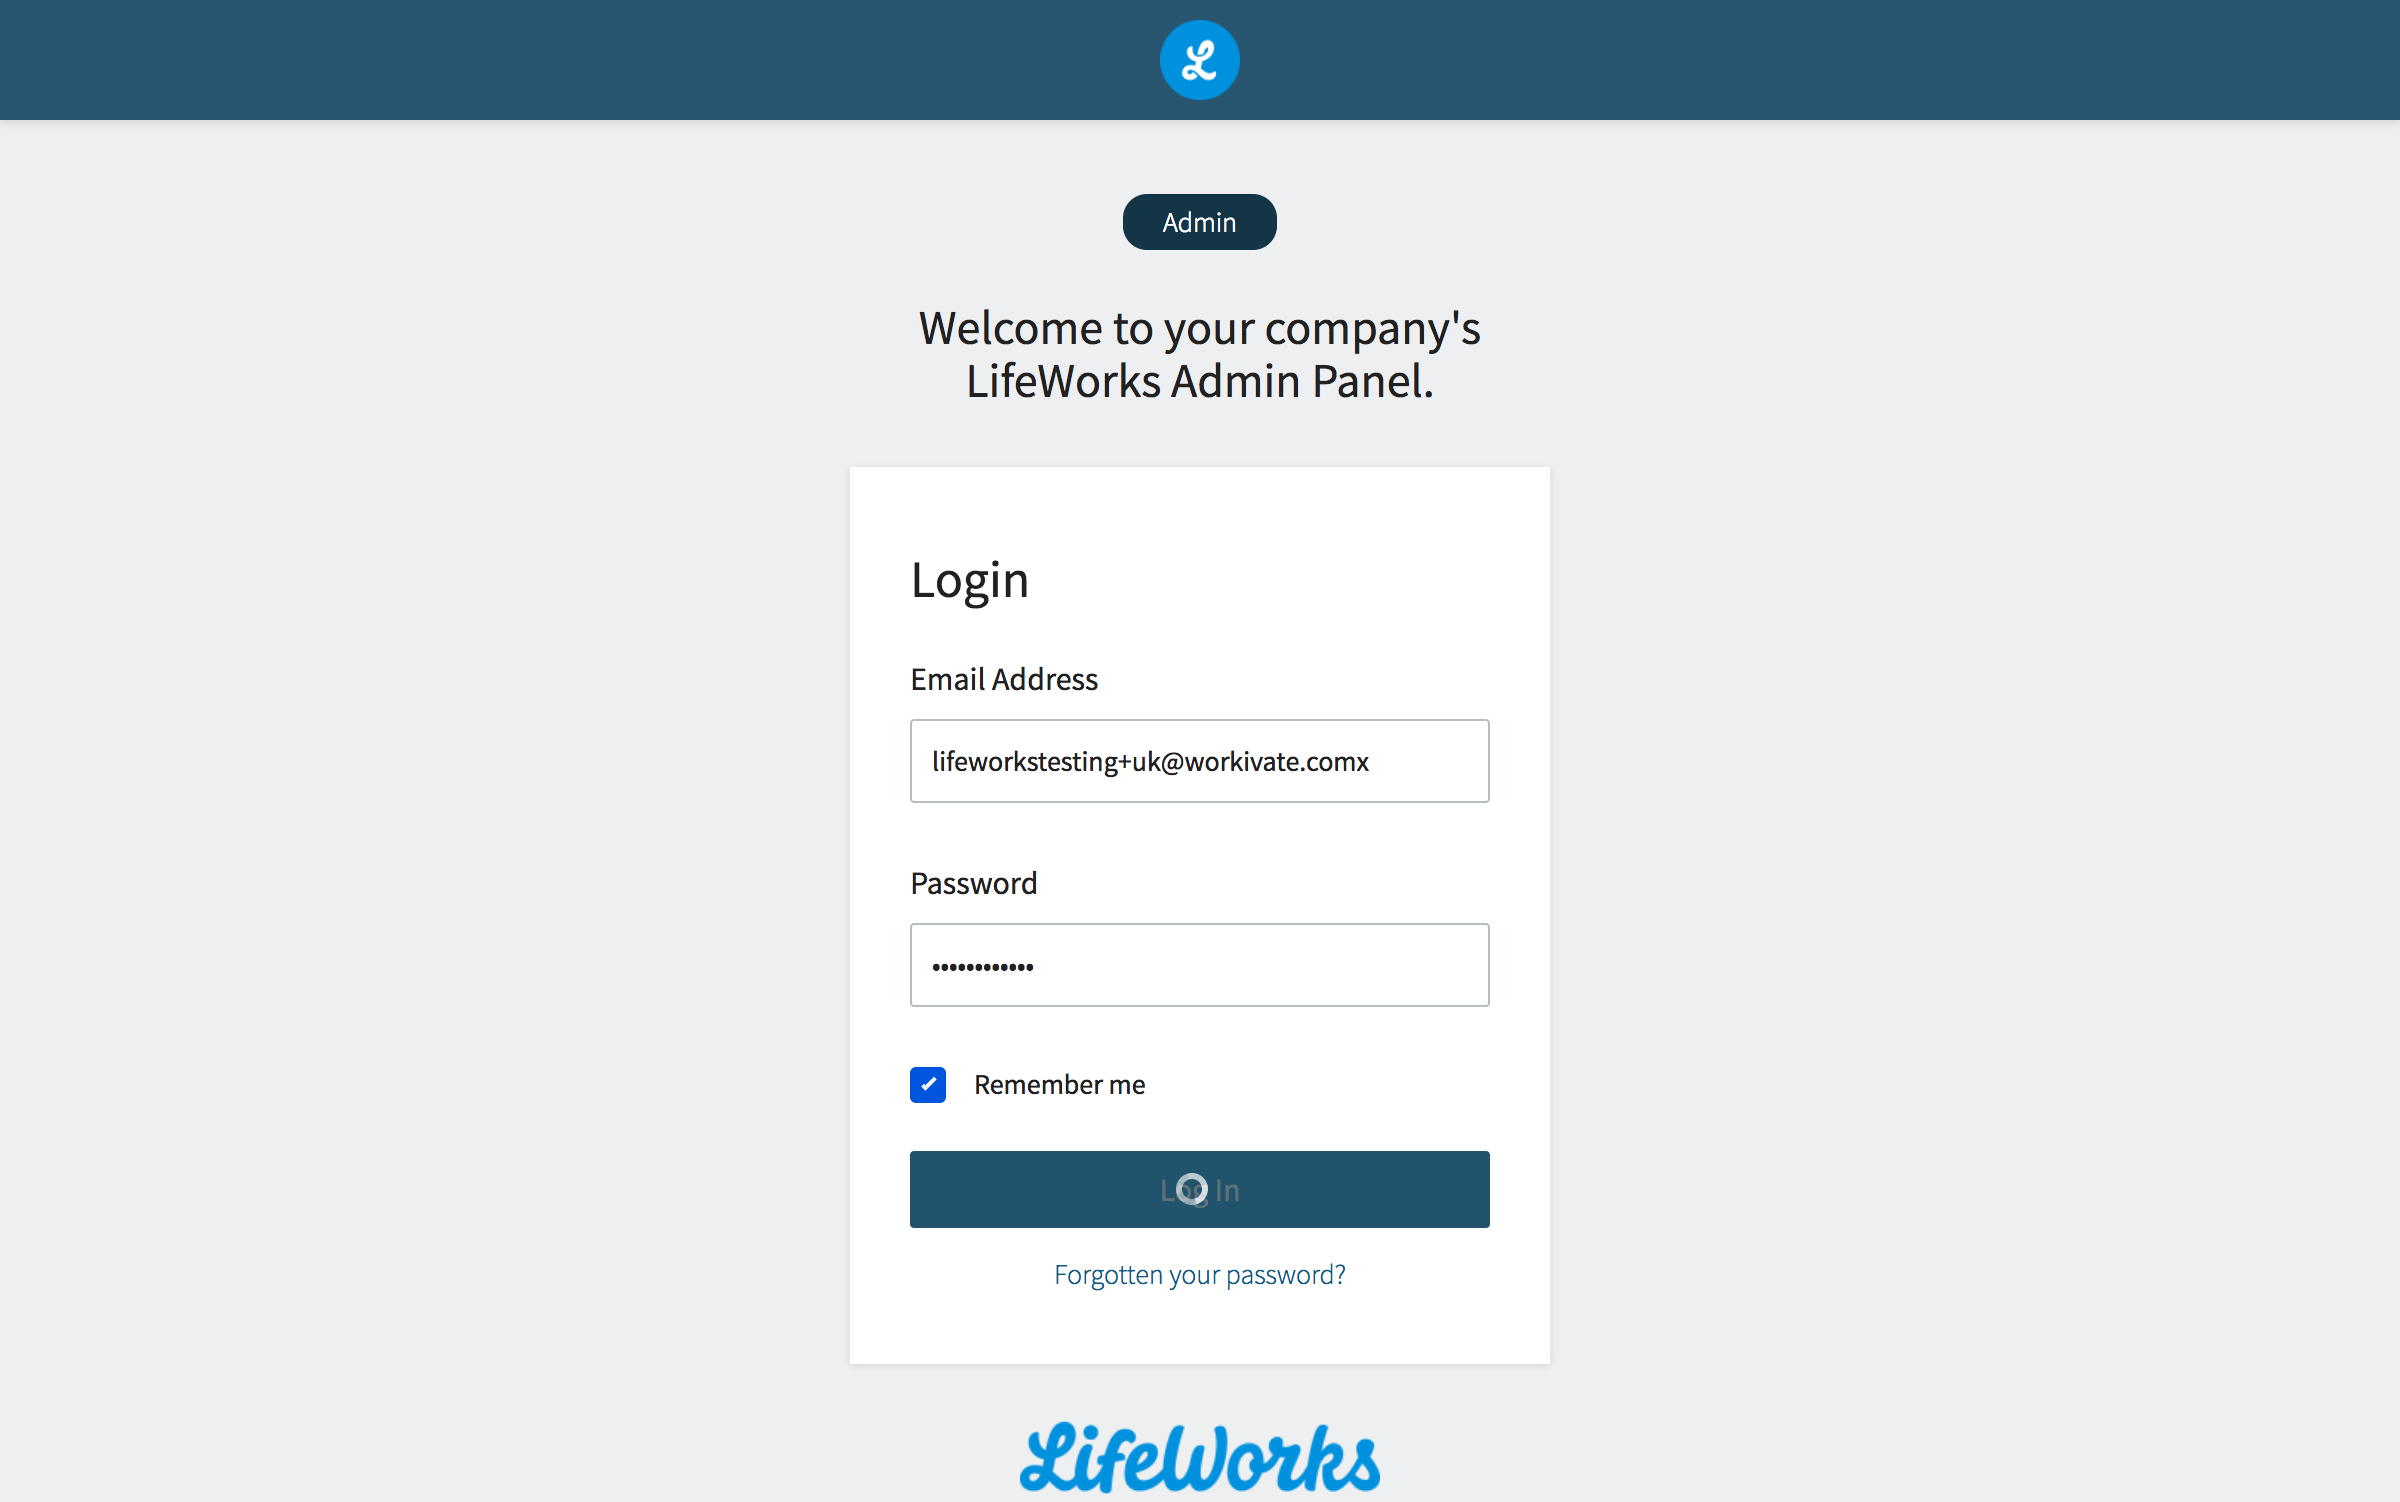 L
Admin
Welcome to your company's
LifeWorks Admin Panel.
Login
Email Address
lifeworkstesting+uk@workivate.comx
Password
••••••••••••
Remember me
Log In
Forgotten your password?
LifeWorks